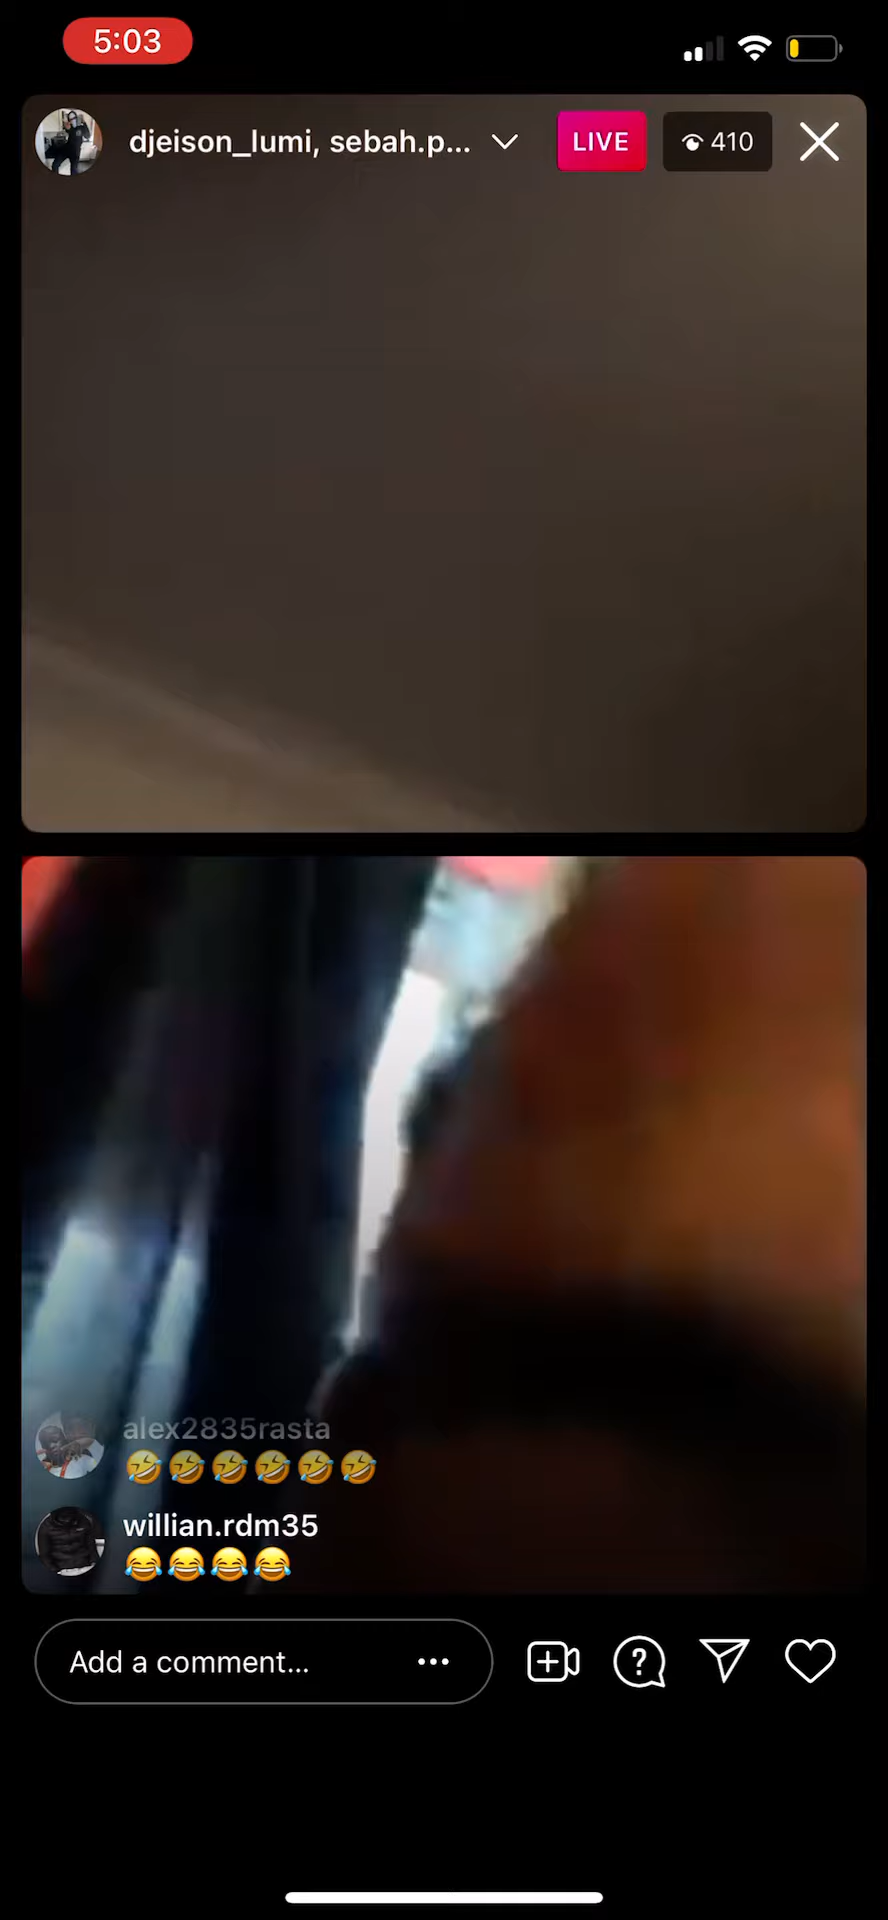 5:03
djeison_lumi, sebah.p...
LIVE
410
alex2835rasta
🤣🤣🤣🤣🤣🤣
willian.rdm35
😂😂😂😂
Add a comment...